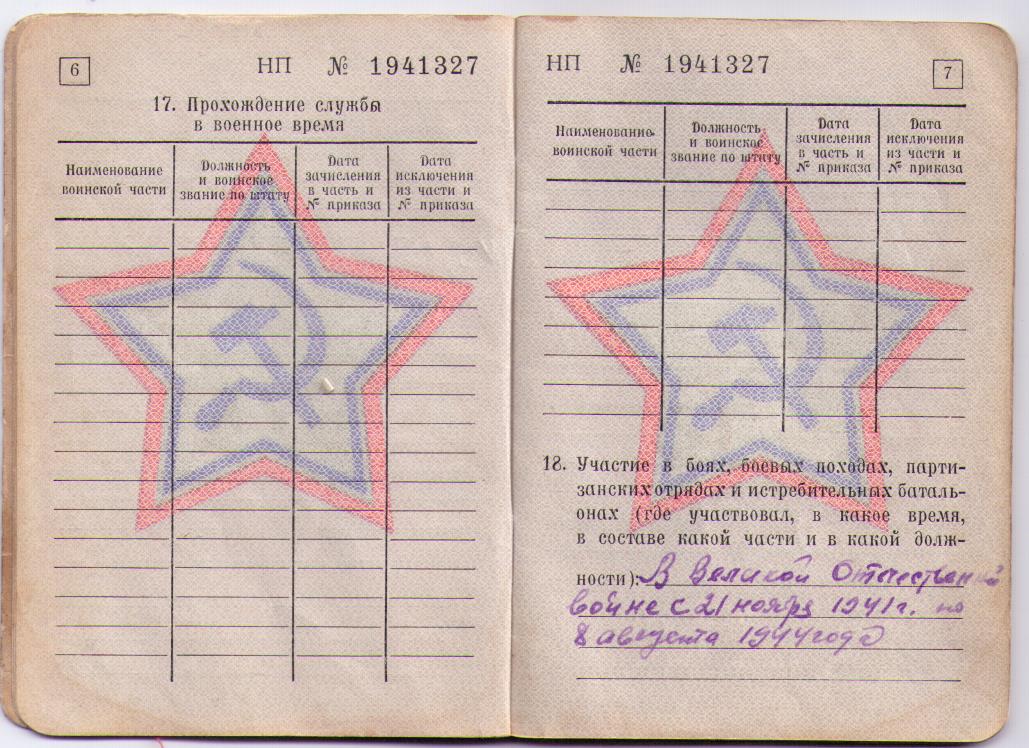 6
НП № 1941327
17. Прохождение службы
в военное время
Наименование
воинской части
Должность
и воинское
звание по штату
Дата
зачисления
в часть и
№ приказа
Дата
исключения
из части и
№ приказа
НП № 1941327
7
Наименование
воинской части
Должность
и воинское
звание по штату
Дата
зачисления
в часть и
№ приказа
Дата
исключения
из части и
№ приказа
18. Участие в боях, боевых походах, парти-
занских отрядах и истребительных баталь-
онах (где участвовал, в какое время,
в составе какой части и в какой долж-
ности): В Великой Отечественной
войне с 21 ноября 1941 г. по
8 августа 1944 года